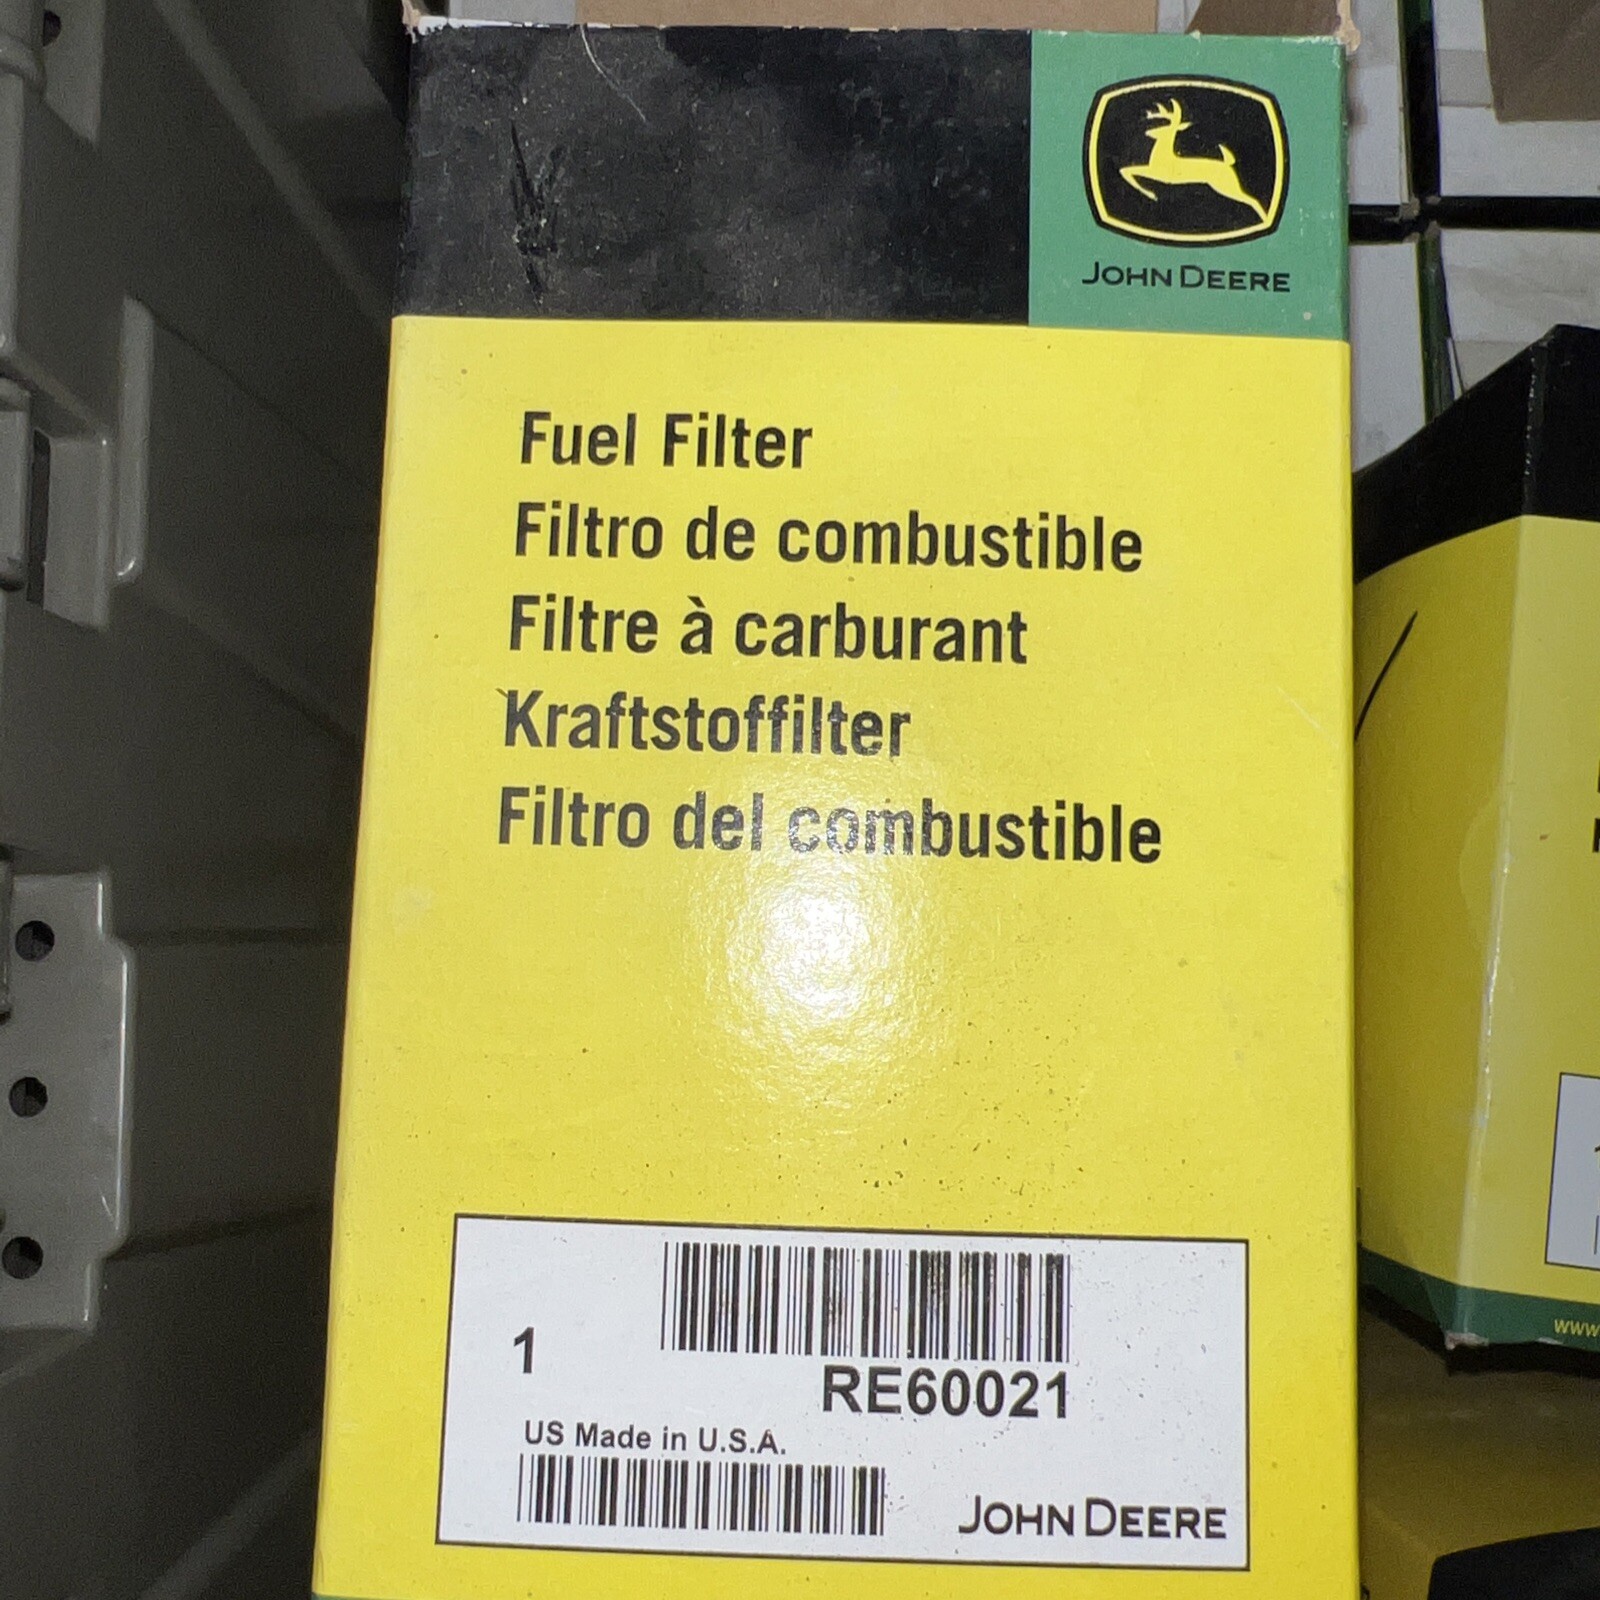 JOHN DEERE
Fuel Filter
Filtro de combustible
Filtre à carburant
Kraftstoffilter
Filtro del combustible
1
RE60021
US Made in U.S.A.
JOHN DEERE
www